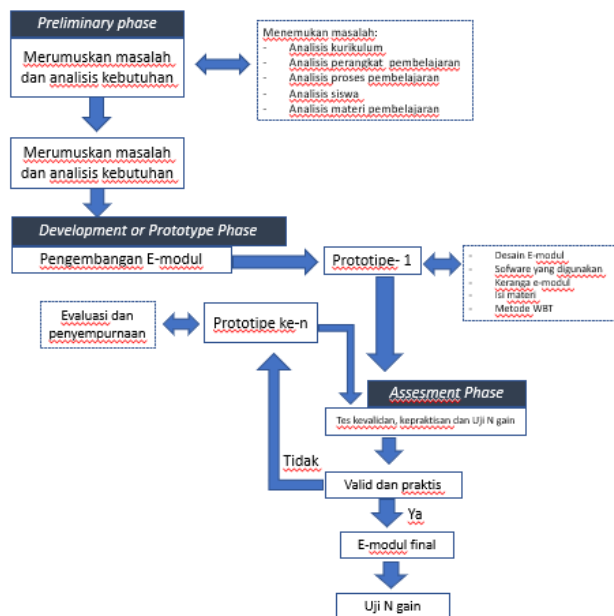 Preliminary phase
Merumuskan masalah
dan analisis kebutuhan
Menemukan masalah:
- Analisis kurikulum
- Analisis perangkat pembelajaran
- Analisis proses pembelajaran
- Analisis siswa
- Analisis materi pembelajaran
Merumuskan masalah
dan analisis kebutuhan
Development or Prototype Phase
Pengembangan E-modul
Prototipe- 1
- Desain E-modul
- Sofware yang digunakan
- Keranga e-modul
- Isi materi
- Metode WBT
Evaluasi dan
penyempurnaan
Prototipe ke-n
Assesment Phase
Tes kevalidan, kepraktisan dan Uji N gain
Tidak
Valid dan praktis
Ya
E-modul final
Uji N gain